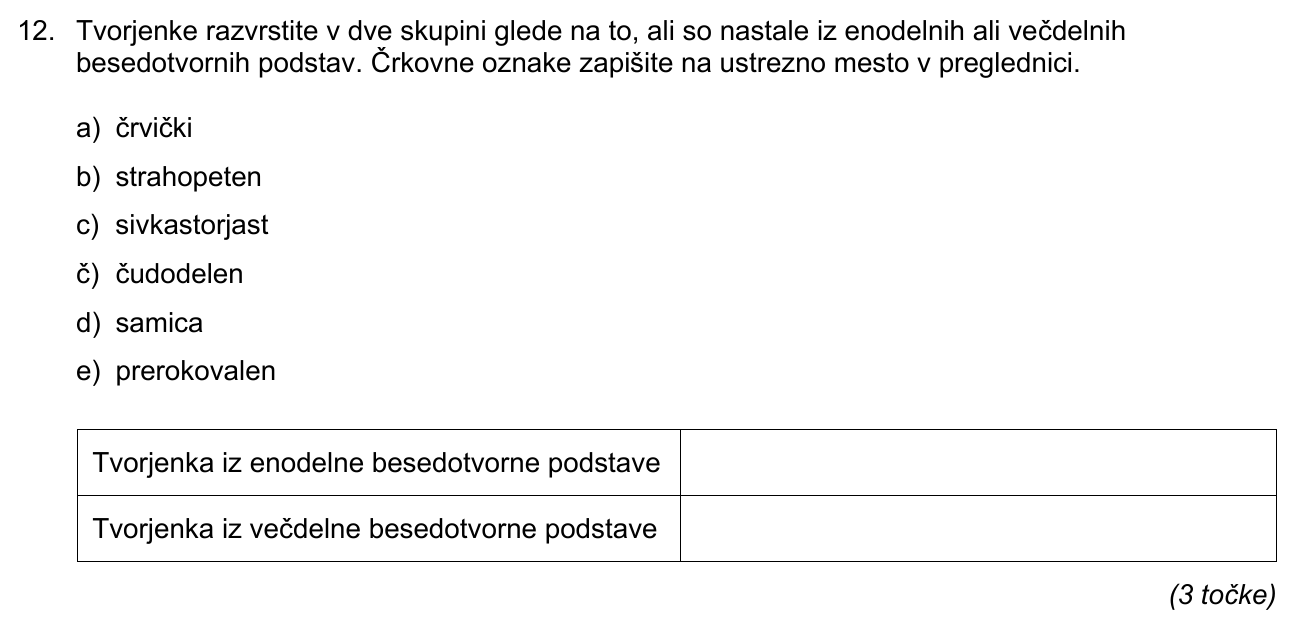 12. Tvorjenke razvrstite v dve skupini glede na to, ali so nastale iz enodelnih ali večdelnih
besedotvornih podstav. Črkovne oznake zapišite na ustrezno mesto v preglednici.
a) črvički
b) strahopeten
c) sivkastorjast
č) čudodelen
d) samica
e) prerokovalen
Tvorjenka iz enodelne besedotvorne podstave
Tvorjenka iz večdelne besedotvorne podstave
(3 točke)